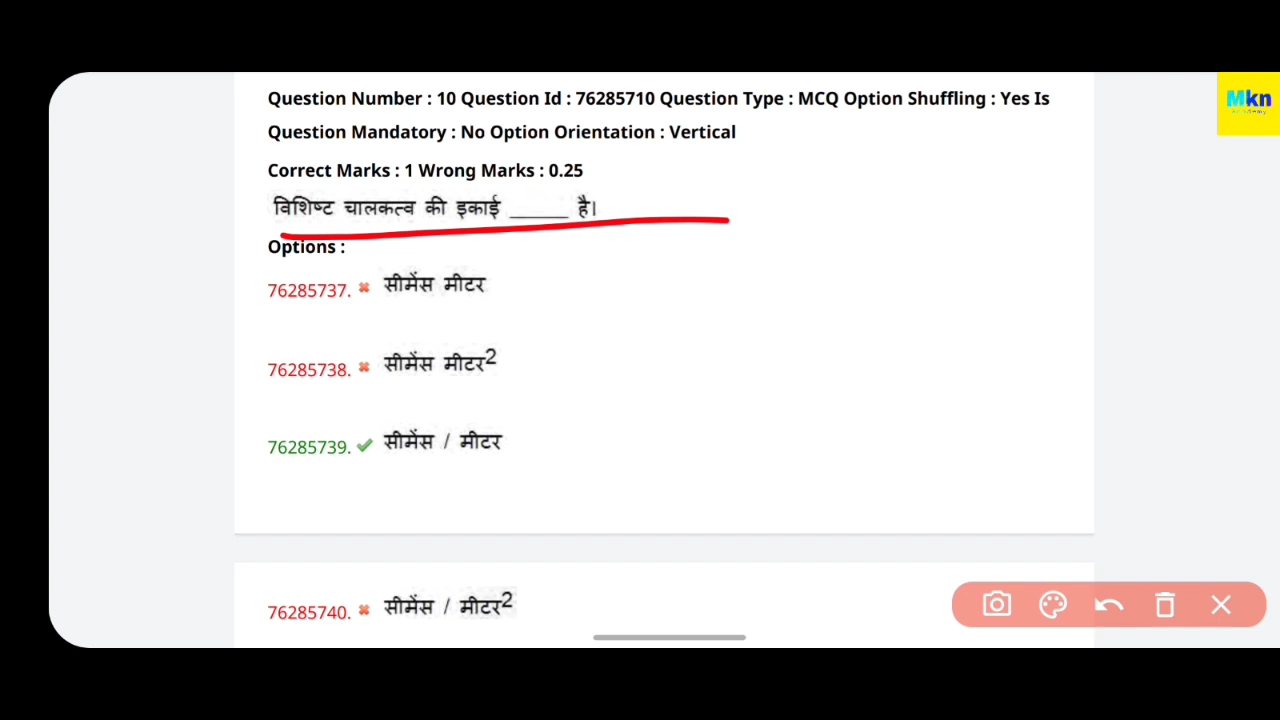 Question Number : 10 Question Id : 76285710 Question Type : MCQ Option Shuffling : Yes Is
Question Mandatory : No Option Orientation : Vertical
Correct Marks : 1 Wrong Marks : 0.25
विशिष्ट चालकत्व की इकाई _____ है।
Options :
76285737. ✖ सीमेंस मीटर
76285738. ✖ सीमेंस मीटर²
76285739. ✔ सीमेंस / मीटर
76285740. ✖ सीमेंस / मीटर²
Mkn
Academy